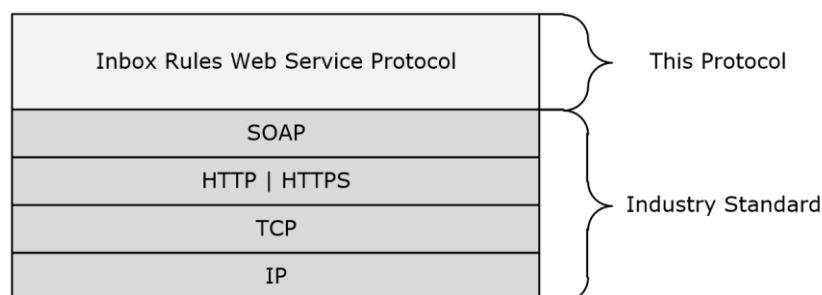 Inbox Rules Web Service Protocol
This Protocol
SOAP
HTTP | HTTPS
TCP
IP
Industry Standard